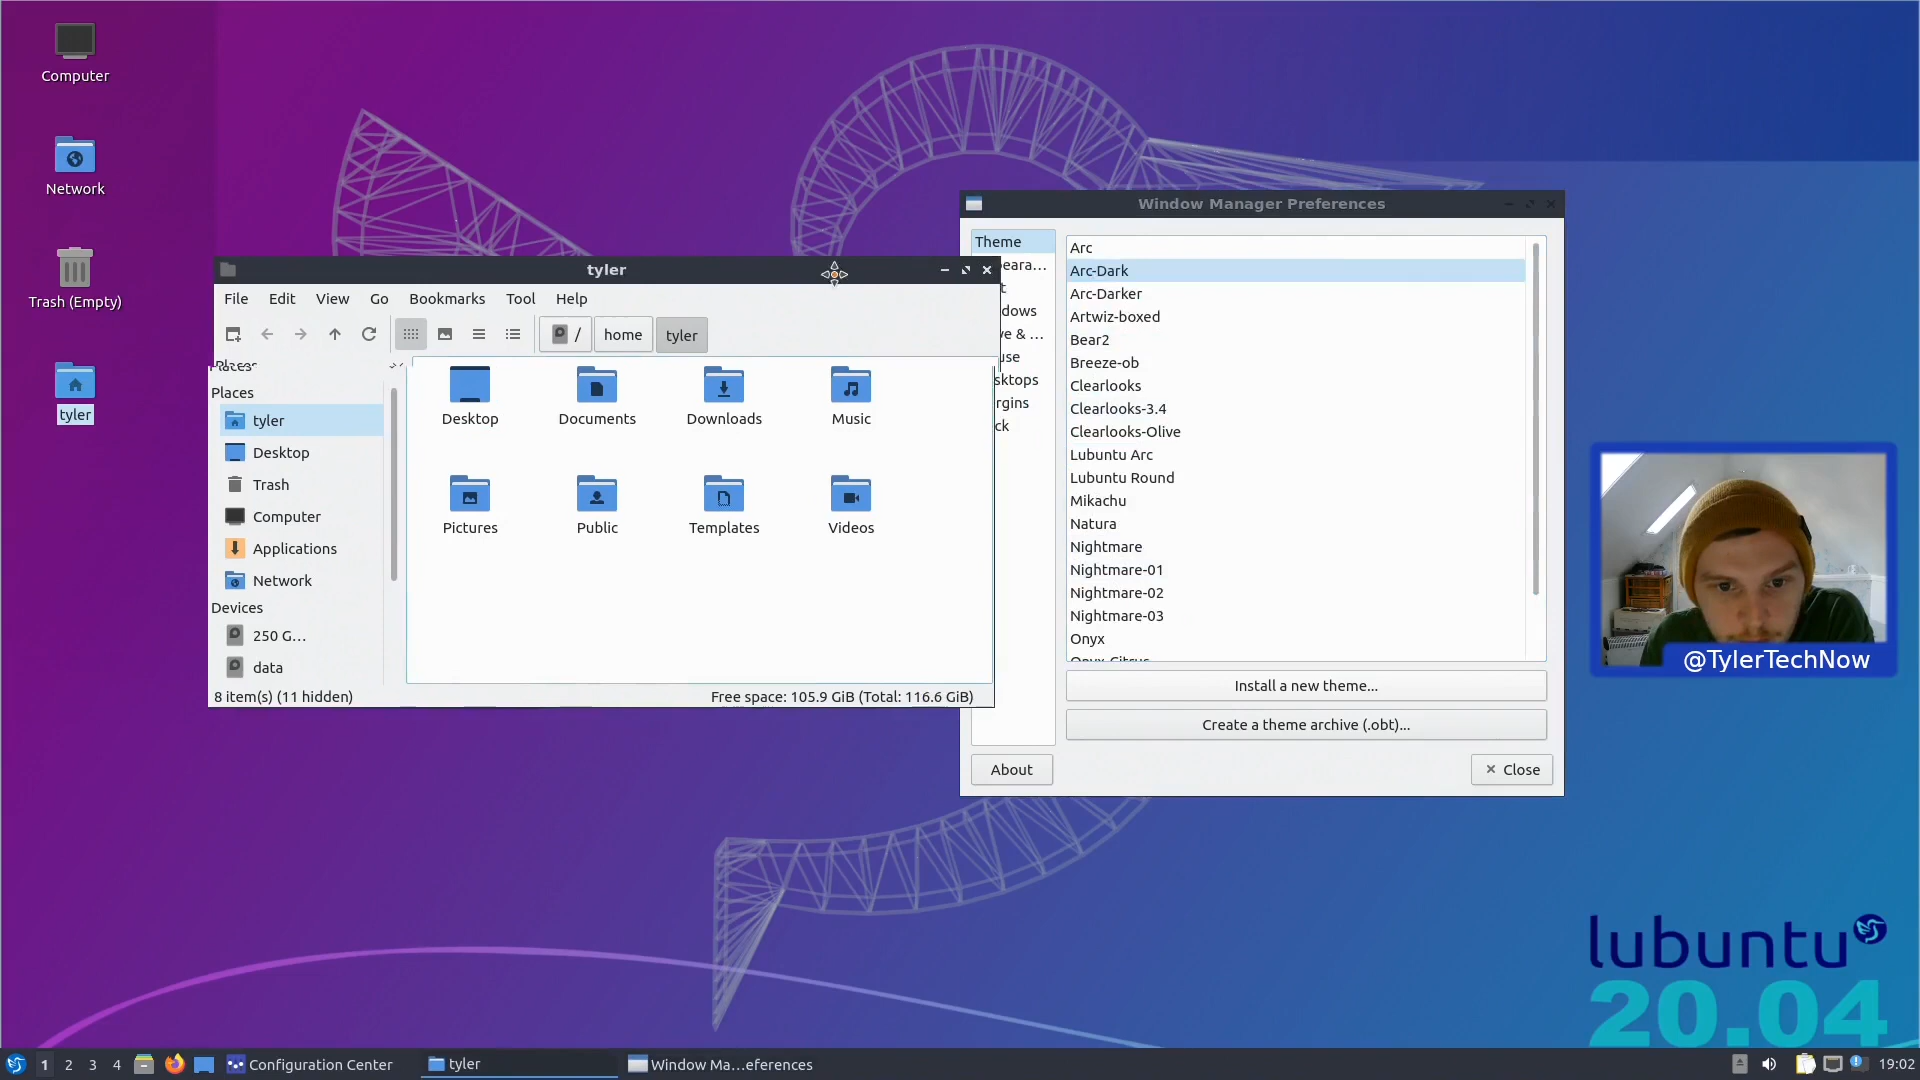 Computer
Network
Trash (Empty)
tyler
tyler
File Edit View Go Bookmarks Tool Help
/ home tyler
Places
Places
tyler
Desktop
Trash
Computer
Applications
Network
Devices
250 G...
data
Desktop Documents Downloads Music
Pictures Public Templates Videos
8 item(s) (11 hidden)
Free space: 105.9 GiB (Total: 116.6 GiB)
Window Manager Preferences
Theme
Arc
Arc-Dark
Arc-Darker
Artwiz-boxed
Bear2
Breeze-ob
Clearlooks
Clearlooks-3.4
Clearlooks-Olive
Lubuntu Arc
Lubuntu Round
Mikachu
Natura
Nightmare
Nightmare-01
Nightmare-02
Nightmare-03
Onyx
Onyx-Citrus
Install a new theme...
Create a theme archive (.obt)...
About
Close
@TylerTechNow
lubuntu
20.04
1 2 3 4 Configuration Center tyler Window Ma...eferences 19:02